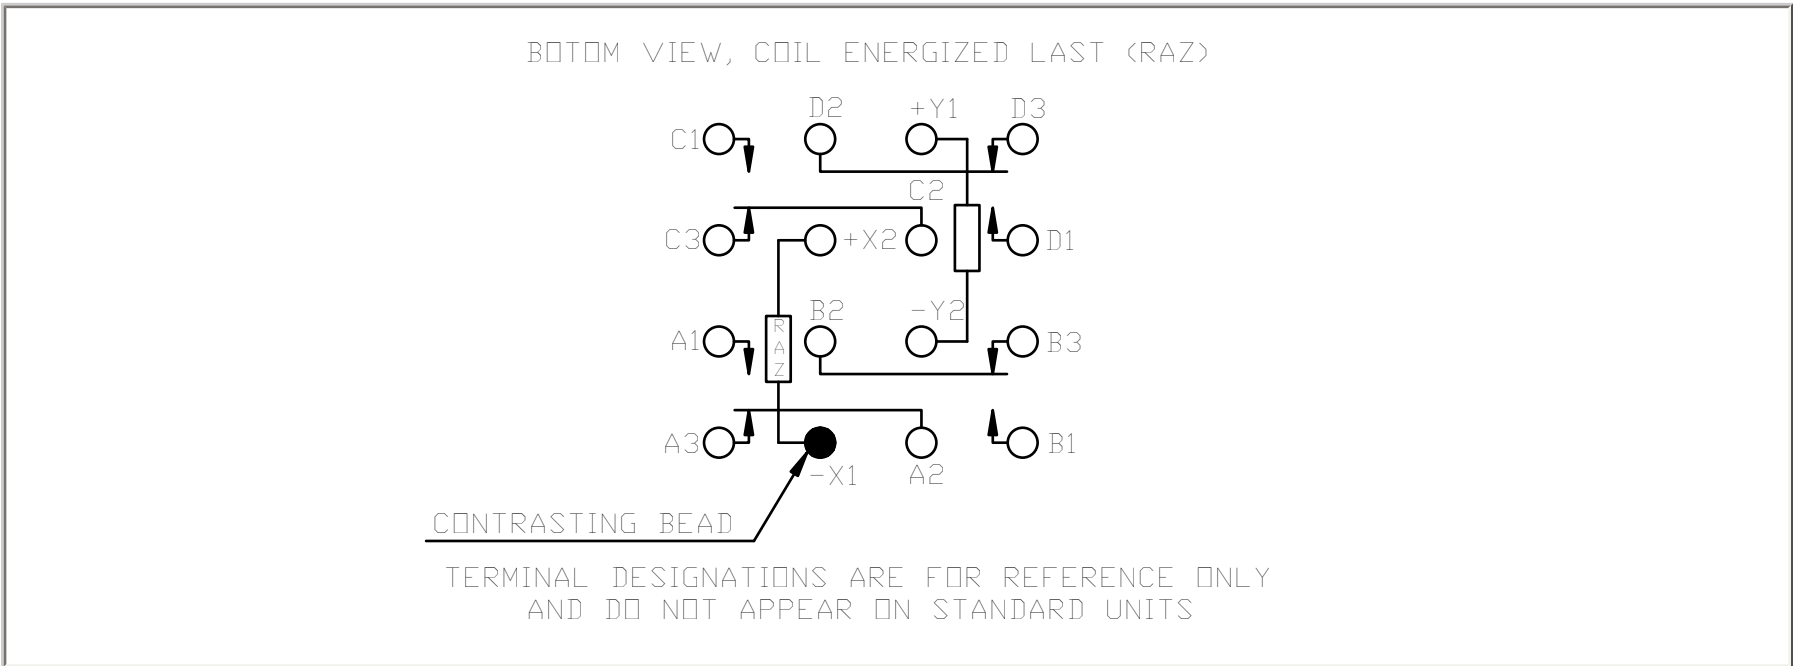 BOTOM VIEW, COIL ENERGIZED LAST (RAZ)
D2 +Y1 D3
C1
C2
C3 +X2 D1
B2 -Y2
A1 RAZ B3
A3 B1
-X1 A2
CONTRASTING BEAD
TERMINAL DESIGNATIONS ARE FOR REFERENCE ONLY
AND DO NOT APPEAR ON STANDARD UNITS